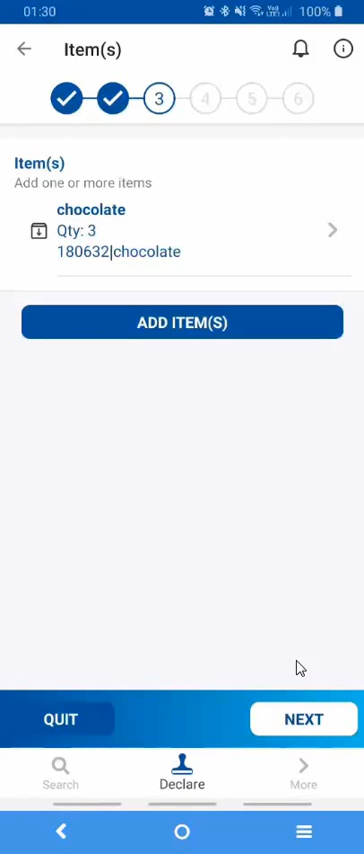 01:30
100%
Item(s)
3
4
5
6
Item(s)
Add one or more items
chocolate
Qty: 3
180632|chocolate
ADD ITEM(S)
QUIT
NEXT
Search
Declare
More